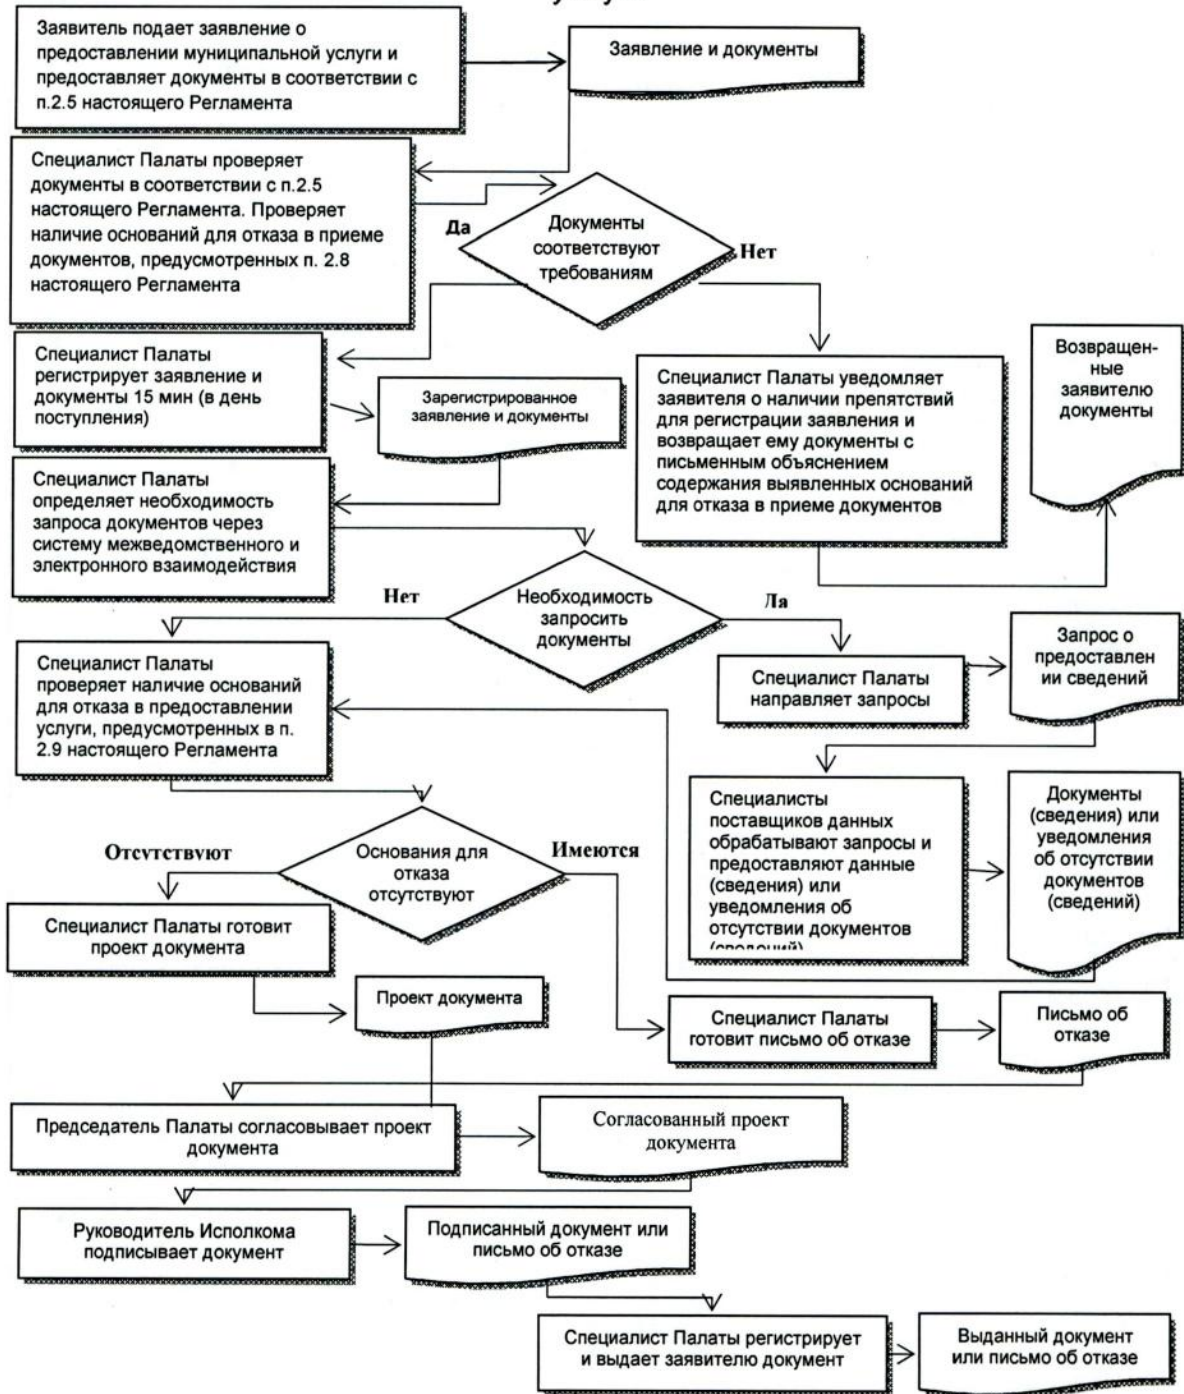 Заявитель подает заявление о
предоставлении муниципальной услуги и
предоставляет документы в соответствии с
п.2.5 настоящего Регламента
Заявление и документы
Специалист Палаты проверяет
документы в соответствии с п.2.5
настоящего Регламента. Проверяет
наличие оснований для отказа в приеме
документов, предусмотренных п. 2.8
настоящего Регламента
Да
Документы
соответствуют
требованиям
Нет
Специалист Палаты
регистрирует заявление и
документы 15 мин (в день
поступления)
Зарегистрированное
заявление и документы
Специалист Палаты уведомляет
заявителя о наличии препятствий
для регистрации заявления и
возвращает ему документы с
письменным объяснением
содержания выявленных оснований
для отказа в приеме документов
Возвращен-
ные
заявителю
документы
Специалист Палаты
определяет необходимость
запроса документов через
систему межведомственного и
электронного взаимодействия
Нет
Необходимость
запросить
документы
Да
Специалист Палаты
проверяет наличие оснований
для отказа в предоставлении
услуги, предусмотренных в п.
2.9 настоящего Регламента
Специалист Палаты
направляет запросы
Запрос о
предоставлен
ии сведений
Специалисты
поставщиков данных
обрабатывают запросы и
предоставляют данные
(сведения) или
уведомления об
отсутствии документов
(сведений)
Документы
(сведения) или
уведомления
об отсутствии
документов
(сведений)
Отсутствуют
Основания для
отказа
отсутствуют
Имеются
Специалист Палаты готовит
проект документа
Проект документа
Специалист Палаты
готовит письмо об отказе
Письмо об
отказе
Председатель Палаты согласовывает проект
документа
Согласованный проект
документа
Руководитель Исполкома
подписывает документ
Подписанный документ или
письмо об отказе
Специалист Палаты регистрирует
и выдает заявителю документ
Выданный документ
или письмо об отказе